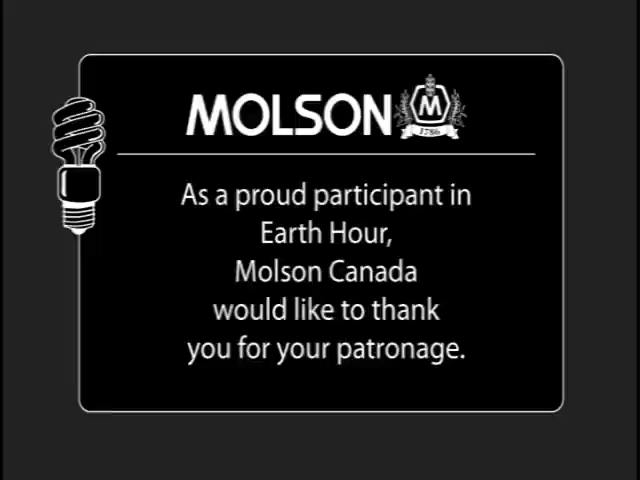 MOLSON
M
1786
As a proud participant in
Earth Hour,
Molson Canada
would like to thank
you for your patronage.